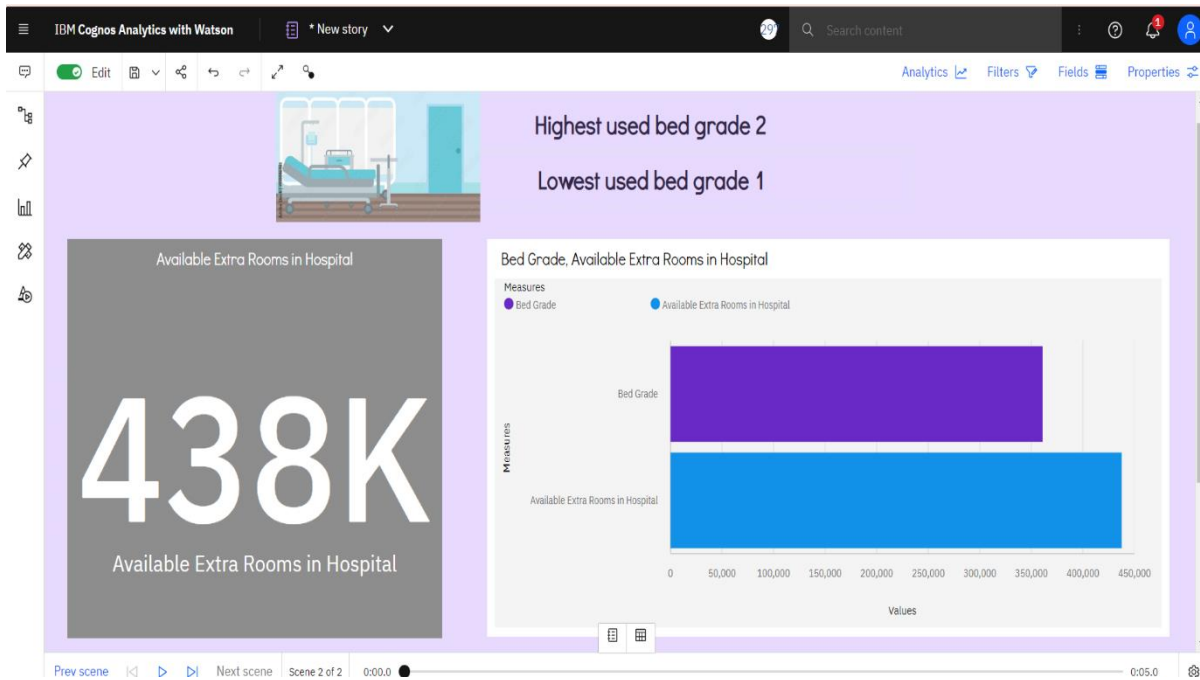 IBM Cognos Analytics with Watson
* New story
29
Search content
1
Edit
Analytics
Filters
Fields
Properties
Highest used bed grade 2
Lowest used bed grade 1
Available Extra Rooms in Hospital
438K
Available Extra Rooms in Hospital
Bed Grade, Available Extra Rooms in Hospital
Measures
Bed Grade
Available Extra Rooms in Hospital
Measures
Bed Grade
Available Extra Rooms in Hospital
0 50,000 100,000 150,000 200,000 250,000 300,000 350,000 400,000 450,000
Values
Prev scene
Next scene
Scene 2 of 2
0:00.0
0:05.0